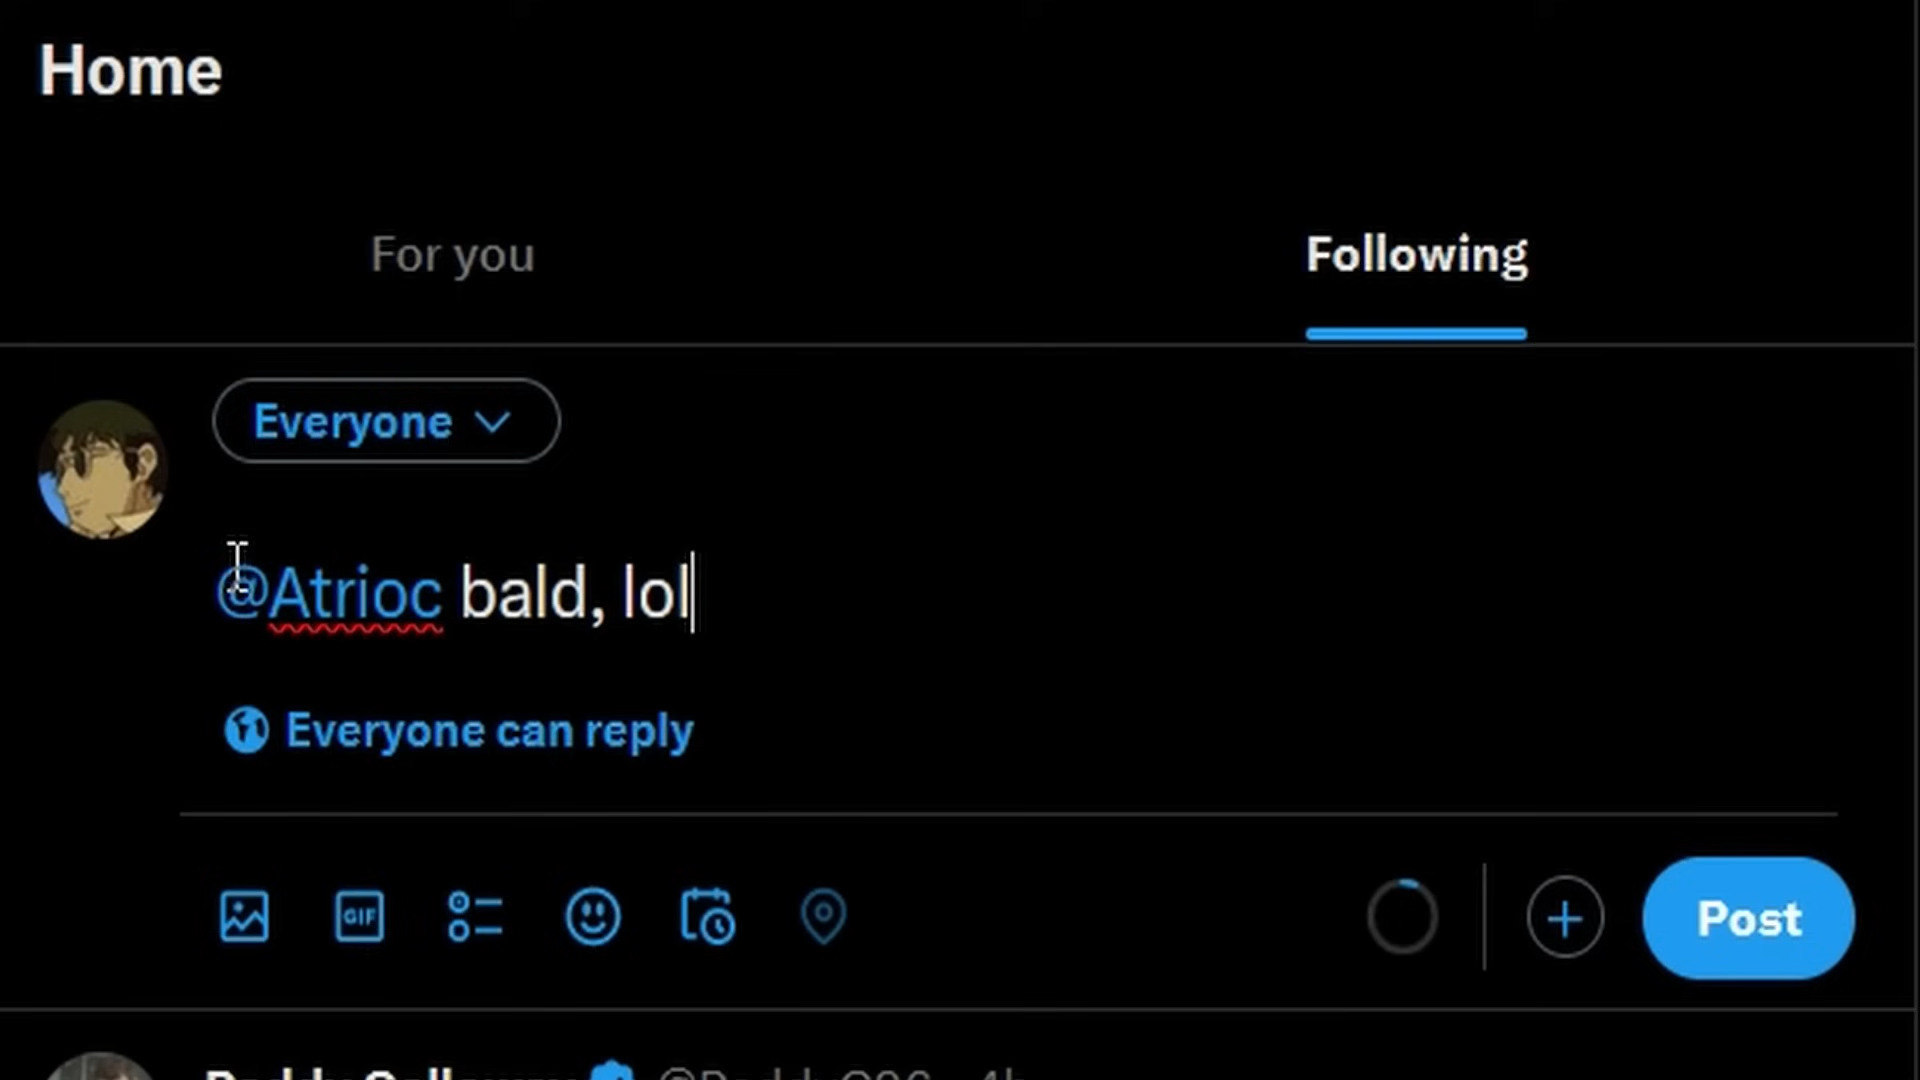 Home
For you
Following
Everyone
@Atrioc bald, lol
Everyone can reply
GIF
Post